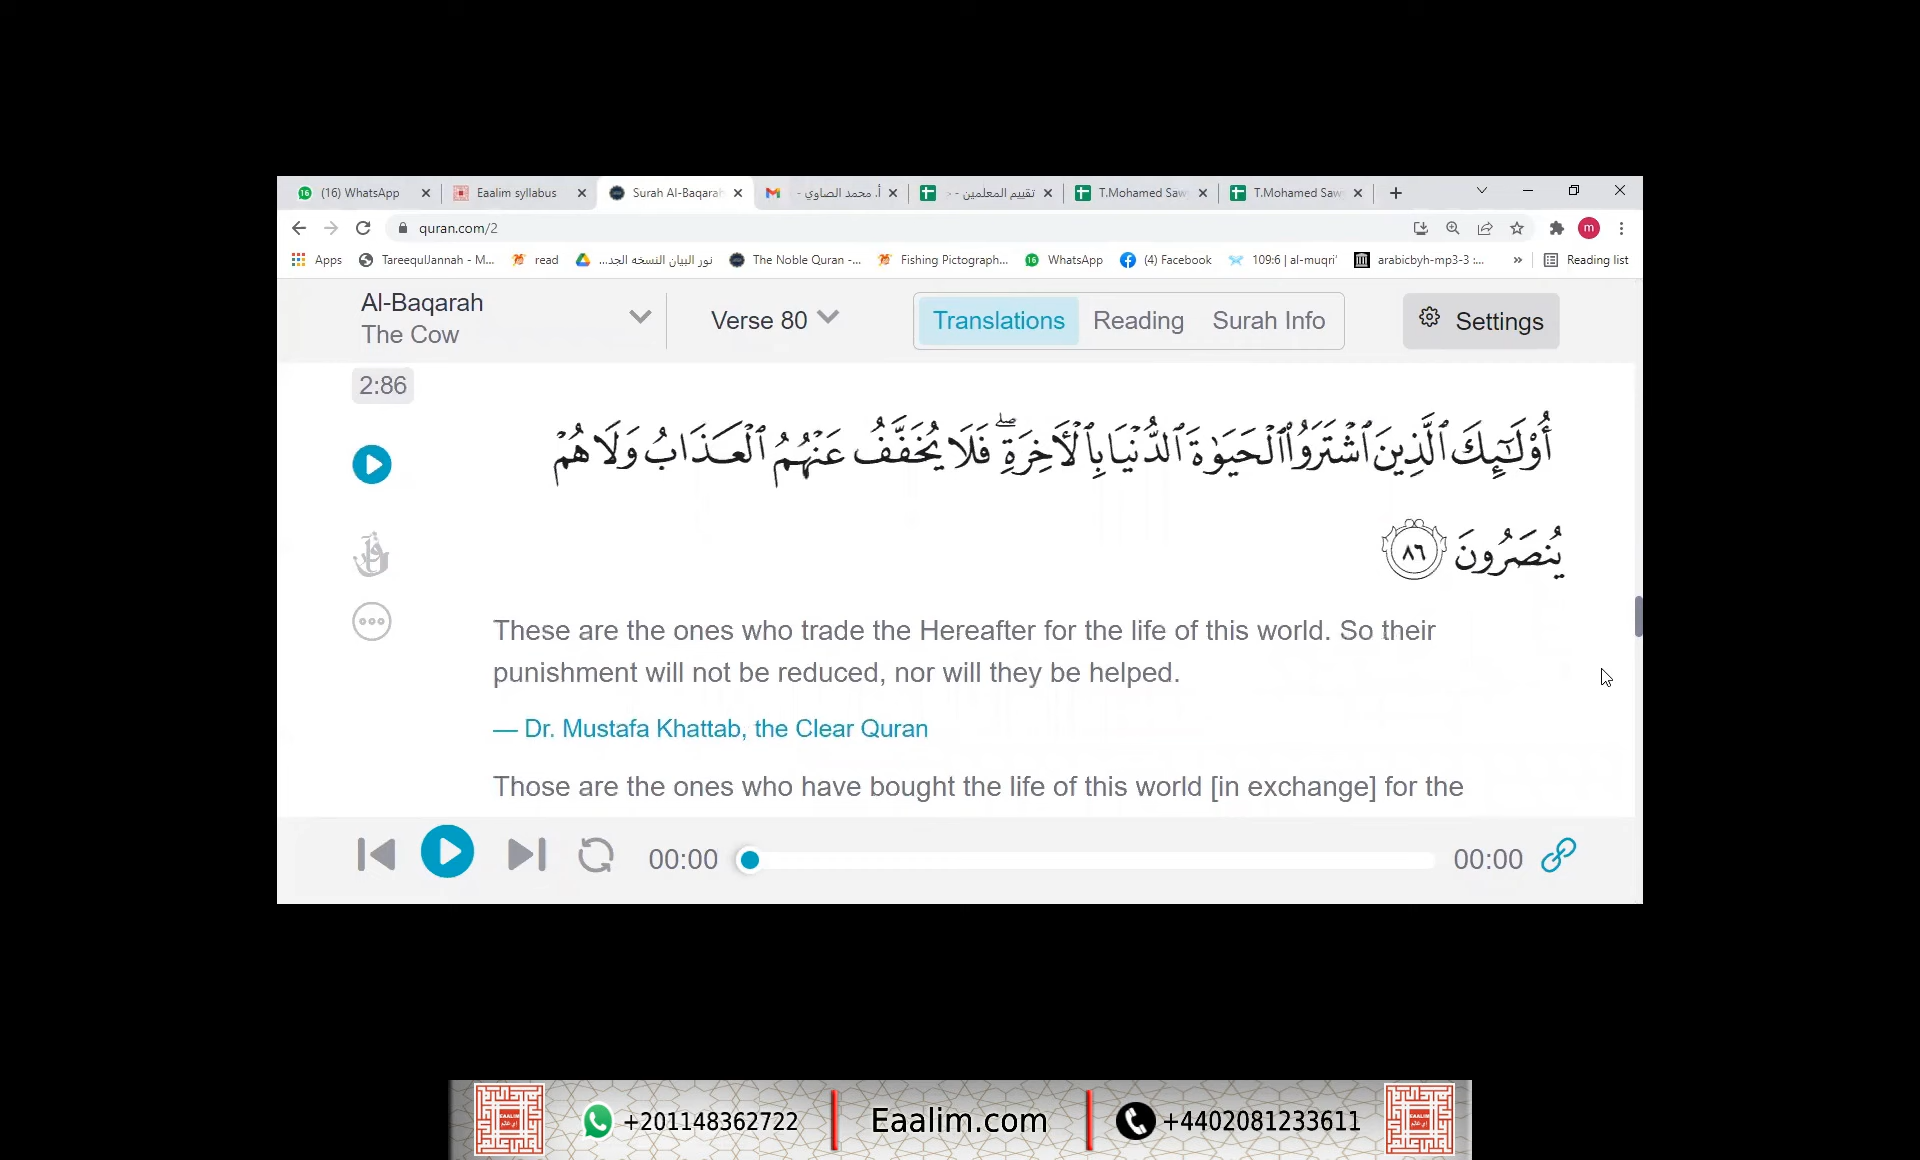 (16) WhatsApp
Eaalim syllabus
Surah Al-Baqarah
أ. محمد الصاوي -
تقييم المعلمين -
T.Mohamed Saw
T.Mohamed Saw
quran.com/2
m
Apps
TareequlJannah - M...
read
نور البيان النسخه الجد...
The Noble Quran -...
Fishing Pictograph...
WhatsApp
(4) Facebook
109:6 | al-muqri'
arabicbyh-mp3-3 :...
»
Reading list
Al-Baqarah
The Cow
Verse 80
Translations
Reading
Surah Info
Settings
2:86
أُو۟لَـٰٓئِكَ ٱلَّذِينَ ٱشْتَرَوُا۟ ٱلْحَيَوٰةَ ٱلدُّنْيَا بِٱلْـَٔاخِرَةِ ۖ فَلَا يُخَفَّفُ عَنْهُمُ ٱلْعَذَابُ وَلَا هُمْ
يُنصَرُونَ ٨٦
These are the ones who trade the Hereafter for the life of this world. So their
punishment will not be reduced, nor will they be helped.
— Dr. Mustafa Khattab, the Clear Quran
Those are the ones who have bought the life of this world [in exchange] for the
00:00
00:00
EAALIM
+201148362722
Eaalim.com
+4402081233611
EAALIM